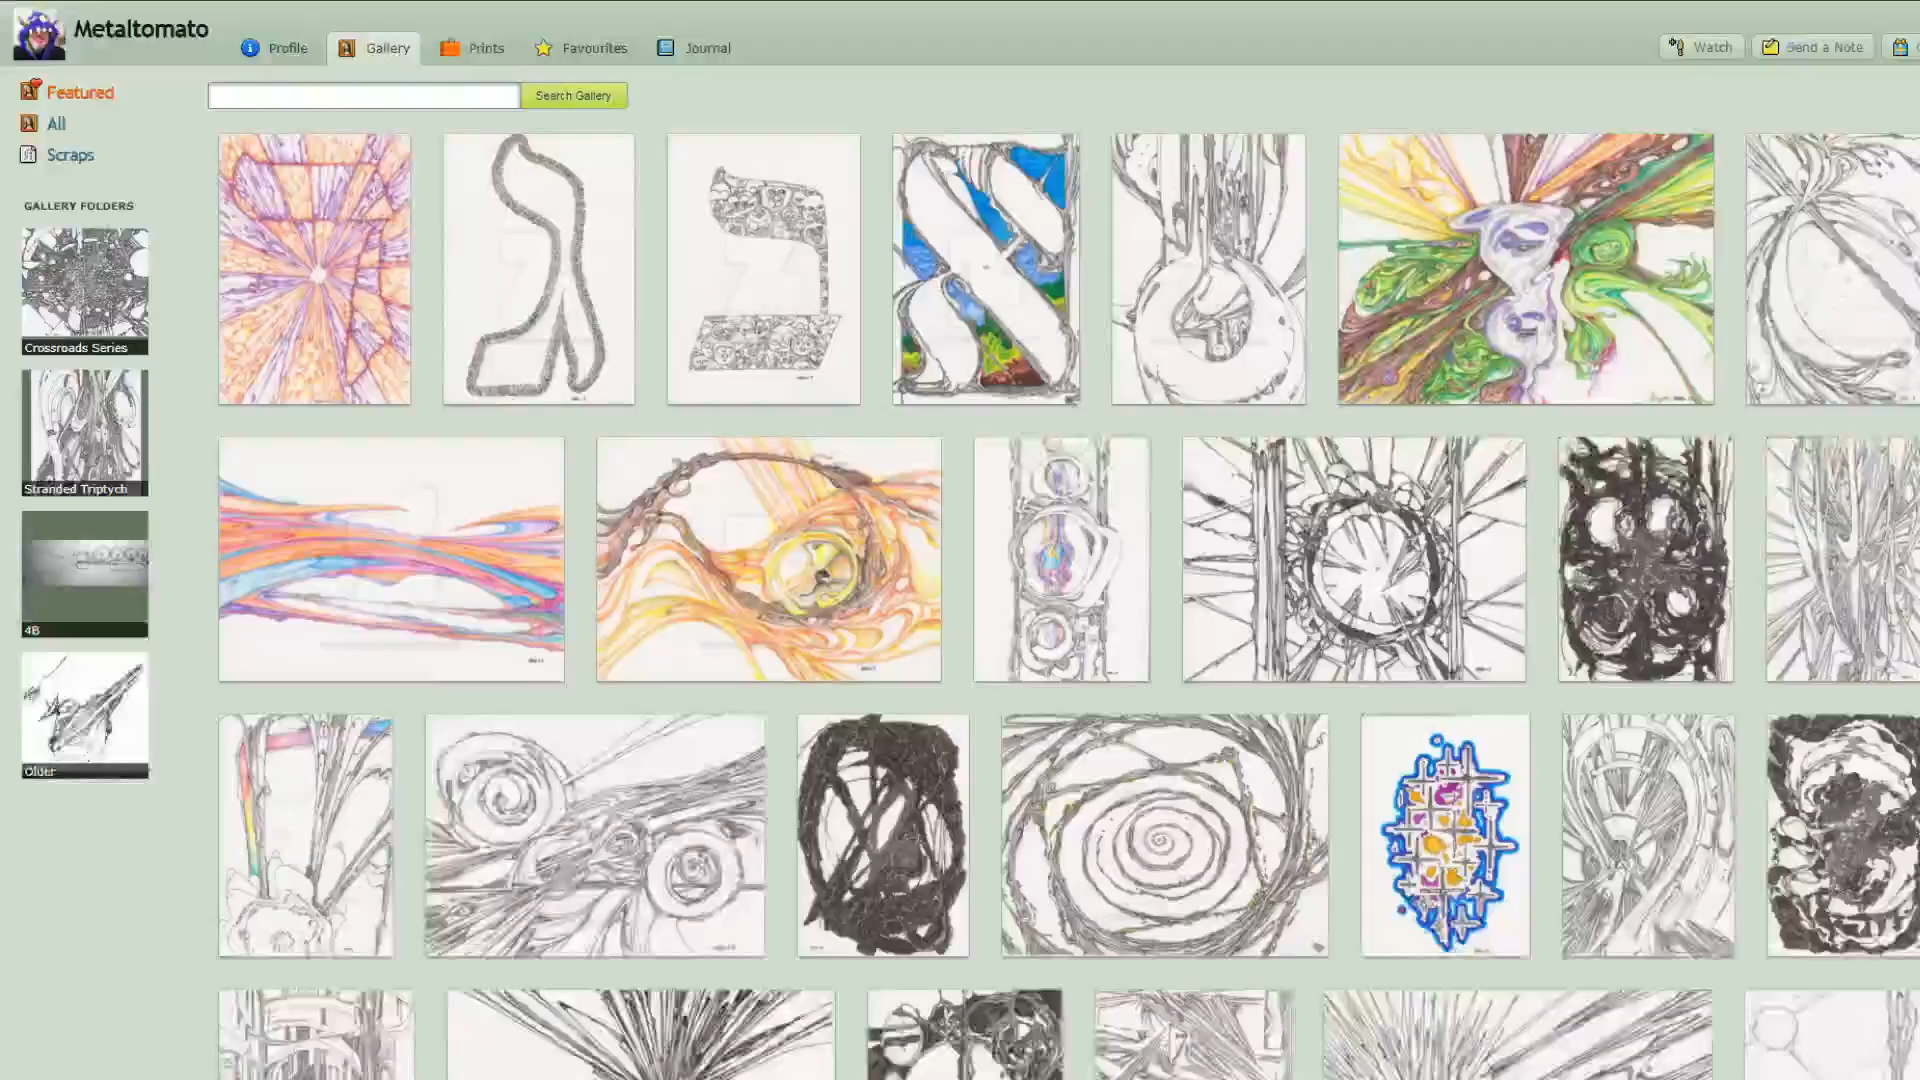 Metaltomato
Profile
Gallery
Prints
Favourites
Journal
Watch
Send a Note
Featured
All
Scraps
Search Gallery
GALLERY FOLDERS
Crossroads Series
Stranded Triptych
4B
Older
ג
ב
א